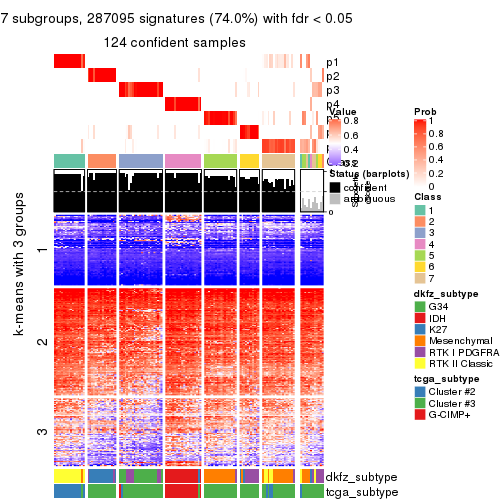 7 subgroups, 287095 signatures (74.0%) with fdr < 0.05
124 confident samples
p1
p2
p3
p4
Value
0.8
0.6
0.4
0.2
Status (barplots)
confident
ambiguous
0
Prob
1
0.8
0.6
0.4
0.2
0
Class
1
2
3
4
5
6
7
dkfz_subtype
G34
IDH
K27
Mesenchymal
RTK I PDGFRA
RTK II Classic
tcga_subtype
Cluster #2
Cluster #3
G-CIMP+
k-means with 3 groups
1
2
3
dkfz_subtype
tcga_subtype